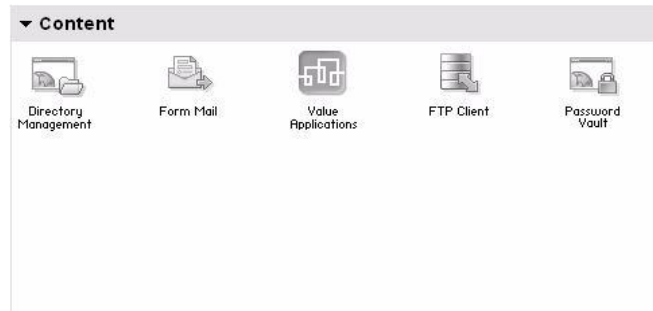 Content
Directory
Management
Form Mail
Value
Applications
FTP Client
Password
Vault